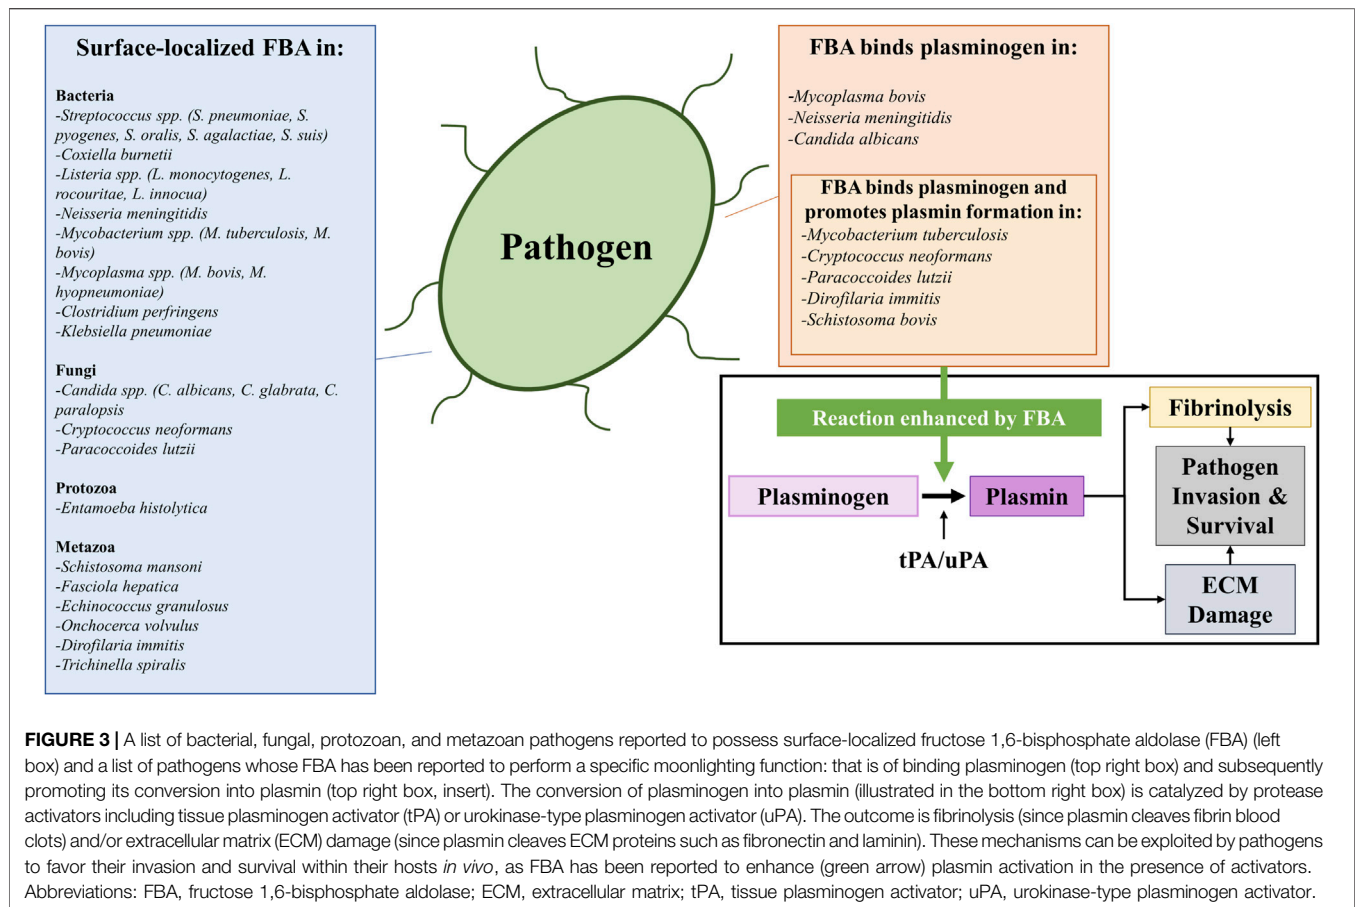 Surface-localized FBA in:
Bacteria
-Streptococcus spp. (S. pneumoniae, S.
pyogenes, S. oralis, S. agalactiae, S. suis)
-Coxiella burnetii
-Listeria spp. (L. monocytogenes, L.
rocouritae, L. innocua)
-Neisseria meningitidis
-Mycobacterium spp. (M. tuberculosis, M.
bovis)
-Mycoplasma spp. (M. bovis, M.
hyopneumoniae)
-Clostridium perfringens
-Klebsiella pneumoniae
Fungi
-Candida spp. (C. albicans, C. glabrata, C.
paralopsis
-Cryptococcus neoformans
-Paracoccoides lutzii
Protozoa
-Entamoeba histolytica
Metazoa
-Schistosoma mansoni
-Fasciola hepatica
-Echinococcus granulosus
-Onchocerca volvulus
-Dirofilaria immitis
-Trichinella spiralis
Pathogen
FBA binds plasminogen in:
-Mycoplasma bovis
-Neisseria meningitidis
-Candida albicans
FBA binds plasminogen and
promotes plasmin formation in:
-Mycobacterium tuberculosis
-Cryptococcus neoformans
-Paracoccoides lutzii
-Dirofilaria immitis
-Schistosoma bovis
Reaction enhanced by FBA
Plasminogen
Plasmin
tPA/uPA
Fibrinolysis
Pathogen
Invasion &
Survival
ECM
Damage
FIGURE 3 | A list of bacterial, fungal, protozoan, and metazoan pathogens reported to possess surface-localized fructose 1,6-bisphosphate aldolase (FBA) (left
box) and a list of pathogens whose FBA has been reported to perform a specific moonlighting function: that is of binding plasminogen (top right box) and subsequently
promoting its conversion into plasmin (top right box, insert). The conversion of plasminogen into plasmin (illustrated in the bottom right box) is catalyzed by protease
activators including tissue plasminogen activator (tPA) or urokinase-type plasminogen activator (uPA). The outcome is fibrinolysis (since plasmin cleaves fibrin blood
clots) and/or extracellular matrix (ECM) damage (since plasmin cleaves ECM proteins such as fibronectin and laminin). These mechanisms can be exploited by pathogens
to favor their invasion and survival within their hosts in vivo, as FBA has been reported to enhance (green arrow) plasmin activation in the presence of activators.
Abbreviations: FBA, fructose 1,6-bisphosphate aldolase; ECM, extracellular matrix; tPA, tissue plasminogen activator; uPA, urokinase-type plasminogen activator.